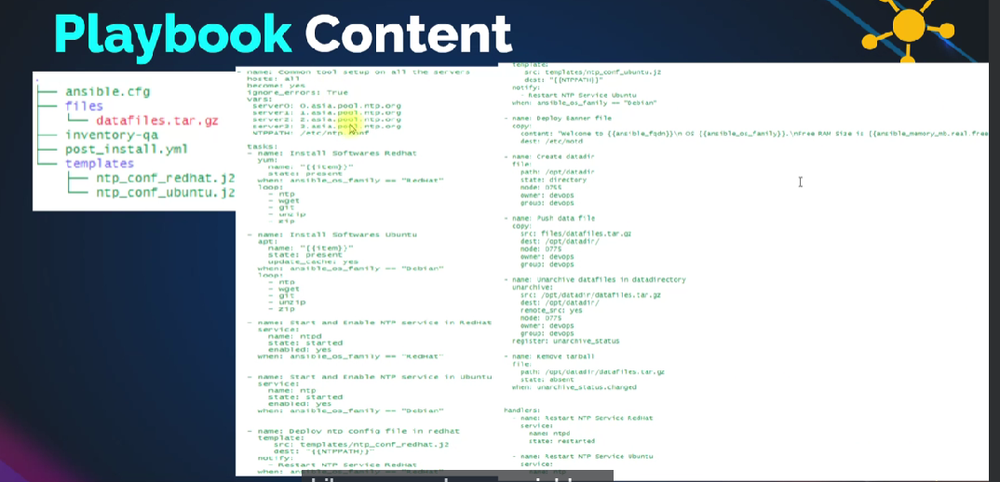 Playbook Content
.
├── ansible.cfg
├── files
│   └── datafiles.tar.gz
├── inventory-qa
├── post_install.yml
└── templates
├── ntp_conf_redhat.j2
└── ntp_conf_ubuntu.j2
- name: Common tool setup on all the servers
hosts: all
become: yes
ignore_errors: True
vars:
server0: 0.asia.pool.ntp.org
server1: 1.asia.pool.ntp.org
server2: 2.asia.pool.ntp.org
server3: 3.asia.pool.ntp.org
NTPPATH: /etc/ntp.conf
tasks:
- name: Install Softwares Redhat
yum:
name: "{{item}}"
state: present
when: ansible_os_family == "RedHat"
loop:
- ntp
- wget
- git
- unzip
- zip
- name: Install Softwares Ubuntu
apt:
name: "{{item}}"
state: present
update_cache: yes
when: ansible_os_family == "Debian"
loop:
- ntp
- wget
- git
- unzip
- zip
- name: Start and Enable NTP service in RedHat
service:
name: ntpd
state: started
enabled: yes
when: ansible_os_family == "RedHat"
- name: Start and Enable NTP service in Ubuntu
service:
name: ntp
state: started
enabled: yes
when: ansible_os_family == "Debian"
- name: Deploy ntp config file in redhat
template:
src: templates/ntp_conf_redhat.j2
dest: "{{NTPPATH}}"
notify:
- Restart NTP Service RedHat
template:
src: templates/ntp_conf_ubuntu.j2
dest: "{{NTPPATH}}"
notify:
- Restart NTP Service Ubuntu
when: ansible_os_family == "Debian"
- name: Deploy Banner file
copy:
content: "Welcome to {{ansible_fqdn}}\n OS {{ansible_os_family}}.\nFree RAM Size is {{ansible_memory_mb.real.free
dest: /etc/motd
- name: Create datadir
file:
path: /opt/datadir
state: directory
mode: 0755
owner: devops
group: devops
- name: Push data file
copy:
src: files/datafiles.tar.gz
dest: /opt/datadir/
mode: 0775
owner: devops
group: devops
- name: Unarchive datafiles in datadirectory
unarchive:
src: /opt/datadir/datafiles.tar.gz
dest: /opt/datadir/
remote_src: yes
mode: 0775
owner: devops
group: devops
register: unarchive_status
- name: Remove tarball
file:
path: /opt/datadir/datafiles.tar.gz
state: absent
when: unarchive_status.changed
handlers:
- name: Restart NTP Service RedHat
service:
name: ntpd
state: restarted
- name: Restart NTP Service Ubuntu
service: